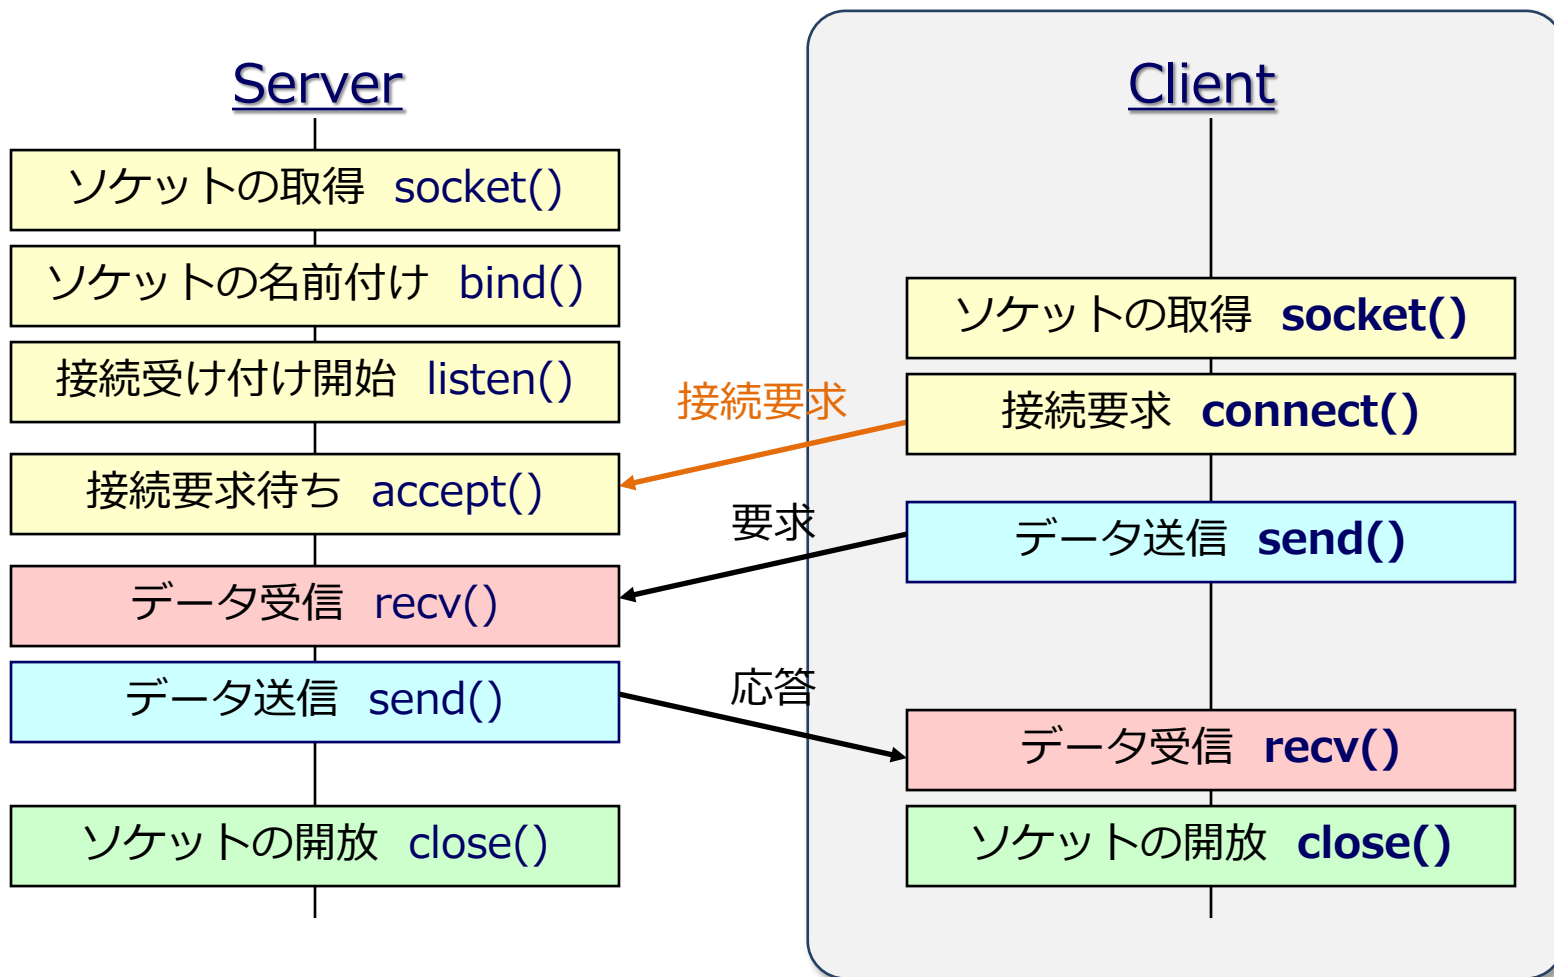 Server
ソケットの取得 socket()
ソケットの名前付け bind()
接続受け付け開始 listen()
接続要求待ち accept()
データ受信 recv()
データ送信 send()
ソケットの開放 close()
接続要求
要求
応答
Client
ソケットの取得 socket()
接続要求 connect()
データ送信 send()
データ受信 recv()
ソケットの開放 close()